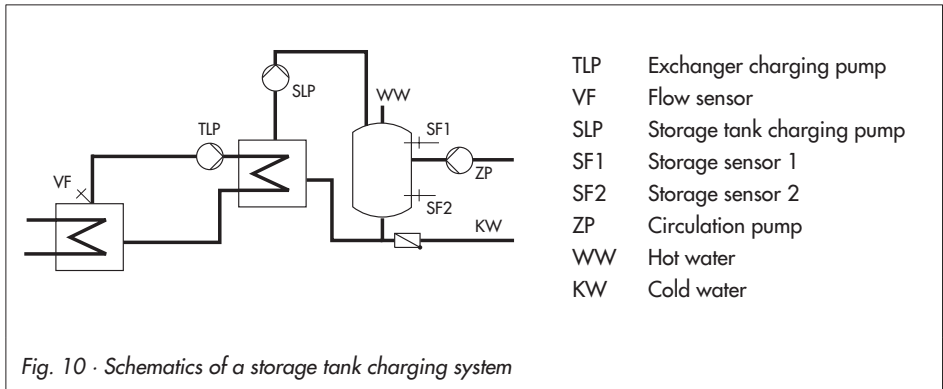 SLP
WW
TLP
SF1
ZP
VF
SF2
KW
TLP Exchanger charging pump
VF Flow sensor
SLP Storage tank charging pump
SF1 Storage sensor 1
SF2 Storage sensor 2
ZP Circulation pump
WW Hot water
KW Cold water
Fig. 10 · Schematics of a storage tank charging system